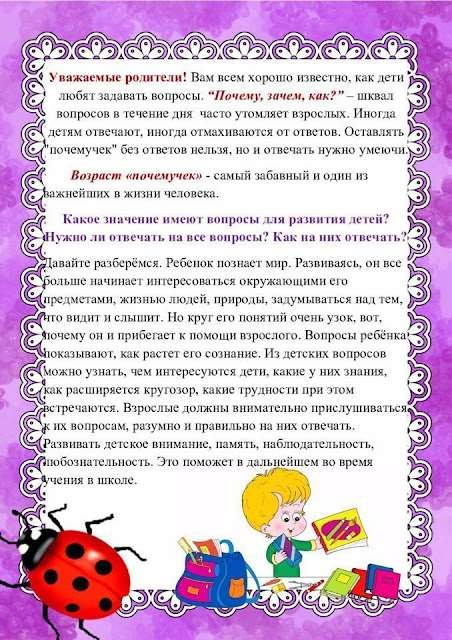 Уважаемые родители! Вам всем хорошо известно, как дети
любят задавать вопросы. “Почему, зачем, как?” – шквал
вопросов в течение дня часто утомляет взрослых. Иногда
детям отвечают, иногда отмахиваются от ответов. Оставлять
"почемучек" без ответов нельзя, но и отвечать нужно умеючи.
Возраст «почемучек» - самый забавный и один из
важнейших в жизни человека.
Какое значение имеют вопросы для развития детей?
Нужно ли отвечать на все вопросы? Как на них отвечать?
Давайте разберёмся. Ребенок познает мир. Развиваясь, он все
больше начинает интересоваться окружающими его
предметами, жизнью людей, природы, задумываться над тем,
что видит и слышит. Но круг его понятий очень узок, вот,
почему он и прибегает к помощи взрослого. Вопросы ребёнка
показывают, как растет его сознание. Из детских вопросов
можно узнать, чем интересуются дети, какие у них знания,
как расширяется кругозор, какие трудности при этом
встречаются. Взрослые должны внимательно прислушиваться
к их вопросам, разумно и правильно на них отвечать.
Развивать детское внимание, память, наблюдательность,
любознательность. Это поможет в дальнейшем во время
учения в школе.